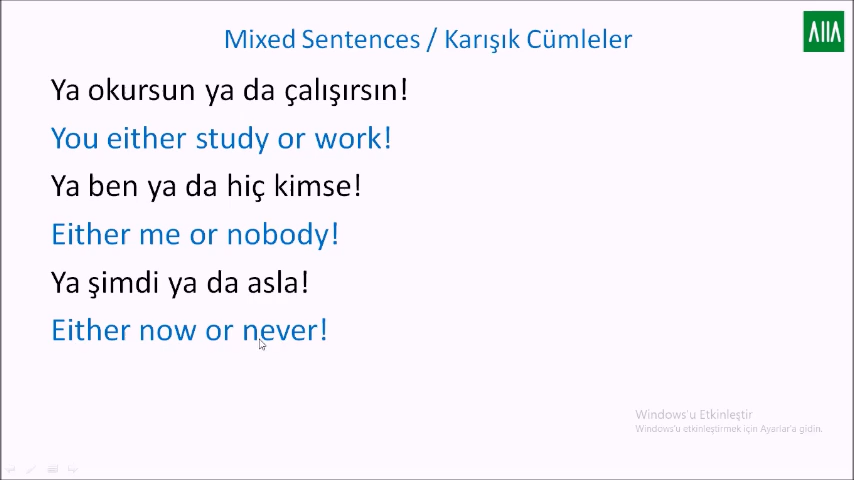 Mixed Sentences / Karışık Cümleler
AllA
Ya okursun ya da çalışırsın!
You either study or work!
Ya ben ya da hiç kimse!
Either me or nobody!
Ya şimdi ya da asla!
Either now or never!
Windows'u Etkinleştir
Windows'u etkinleştirmek için Ayarlar'a gidin.